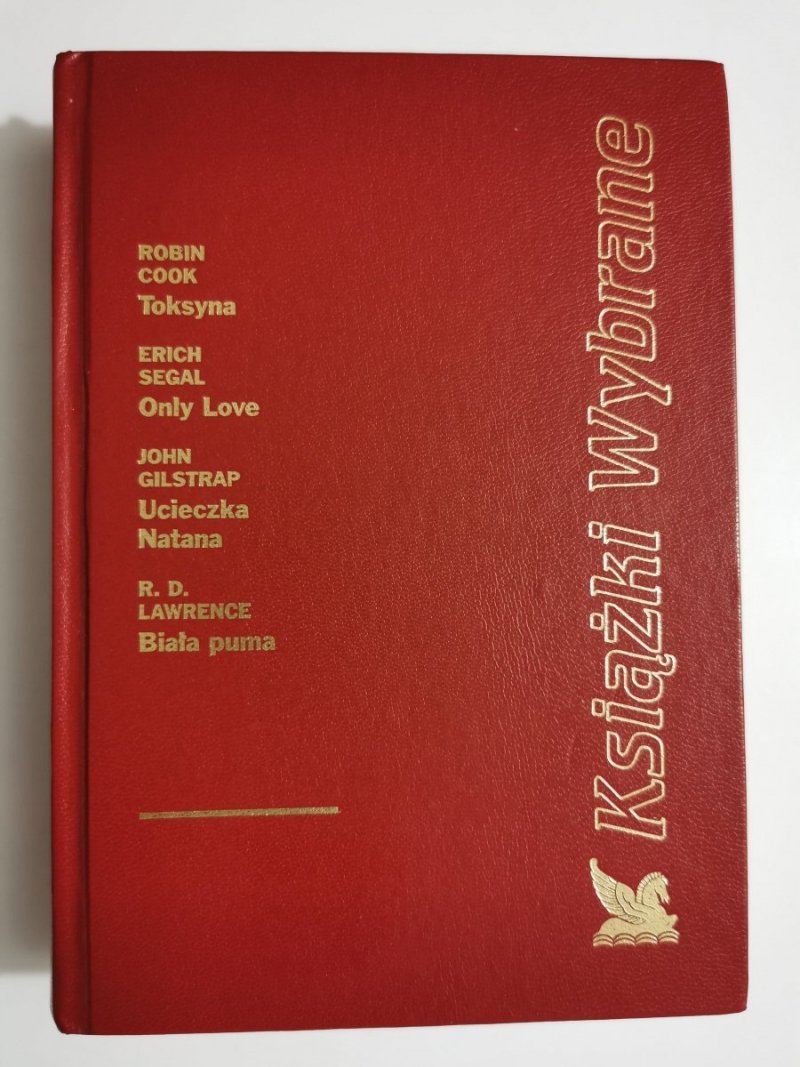 ROBIN
COOK
Toksyna
ERICH
SEGAL
Only Love
JOHN
GILSTRAP
Ucieczka
Natana
R. D.
LAWRENCE
Biała puma
Książki Wybrane